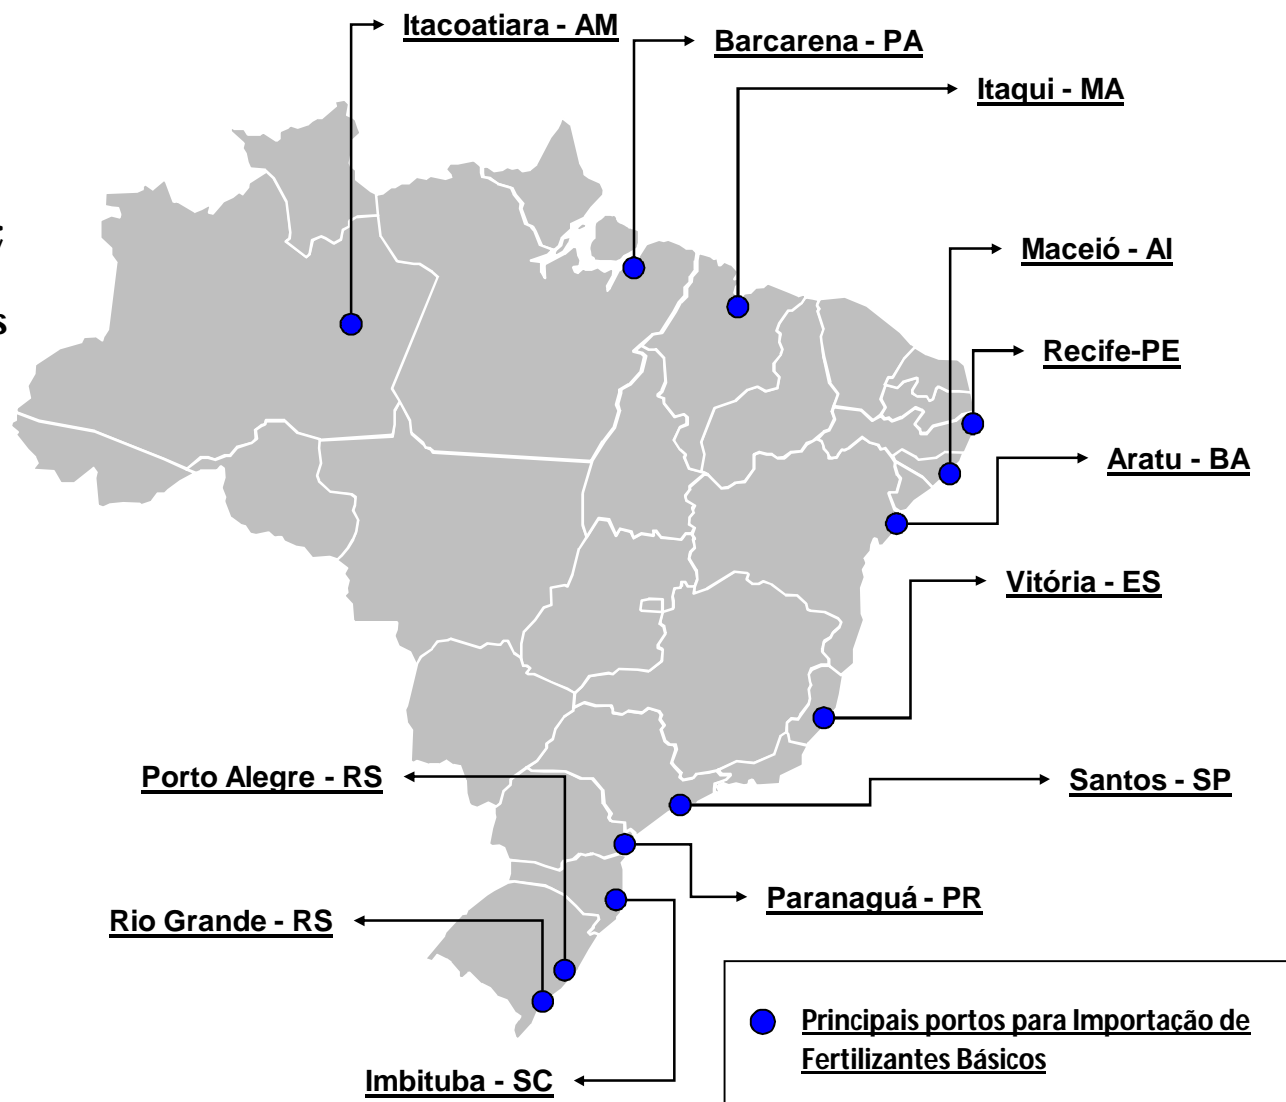 Itacoatiara - AM
Barcarena - PA
Itaqui - MA
Maceió - Al
Recife-PE
Aratu - BA
Vitória - ES
Porto Alegre - RS
Santos - SP
Paranaguá - PR
Rio Grande - RS
Principais portos para Importação de
Fertilizantes Básicos
Imbituba - SC